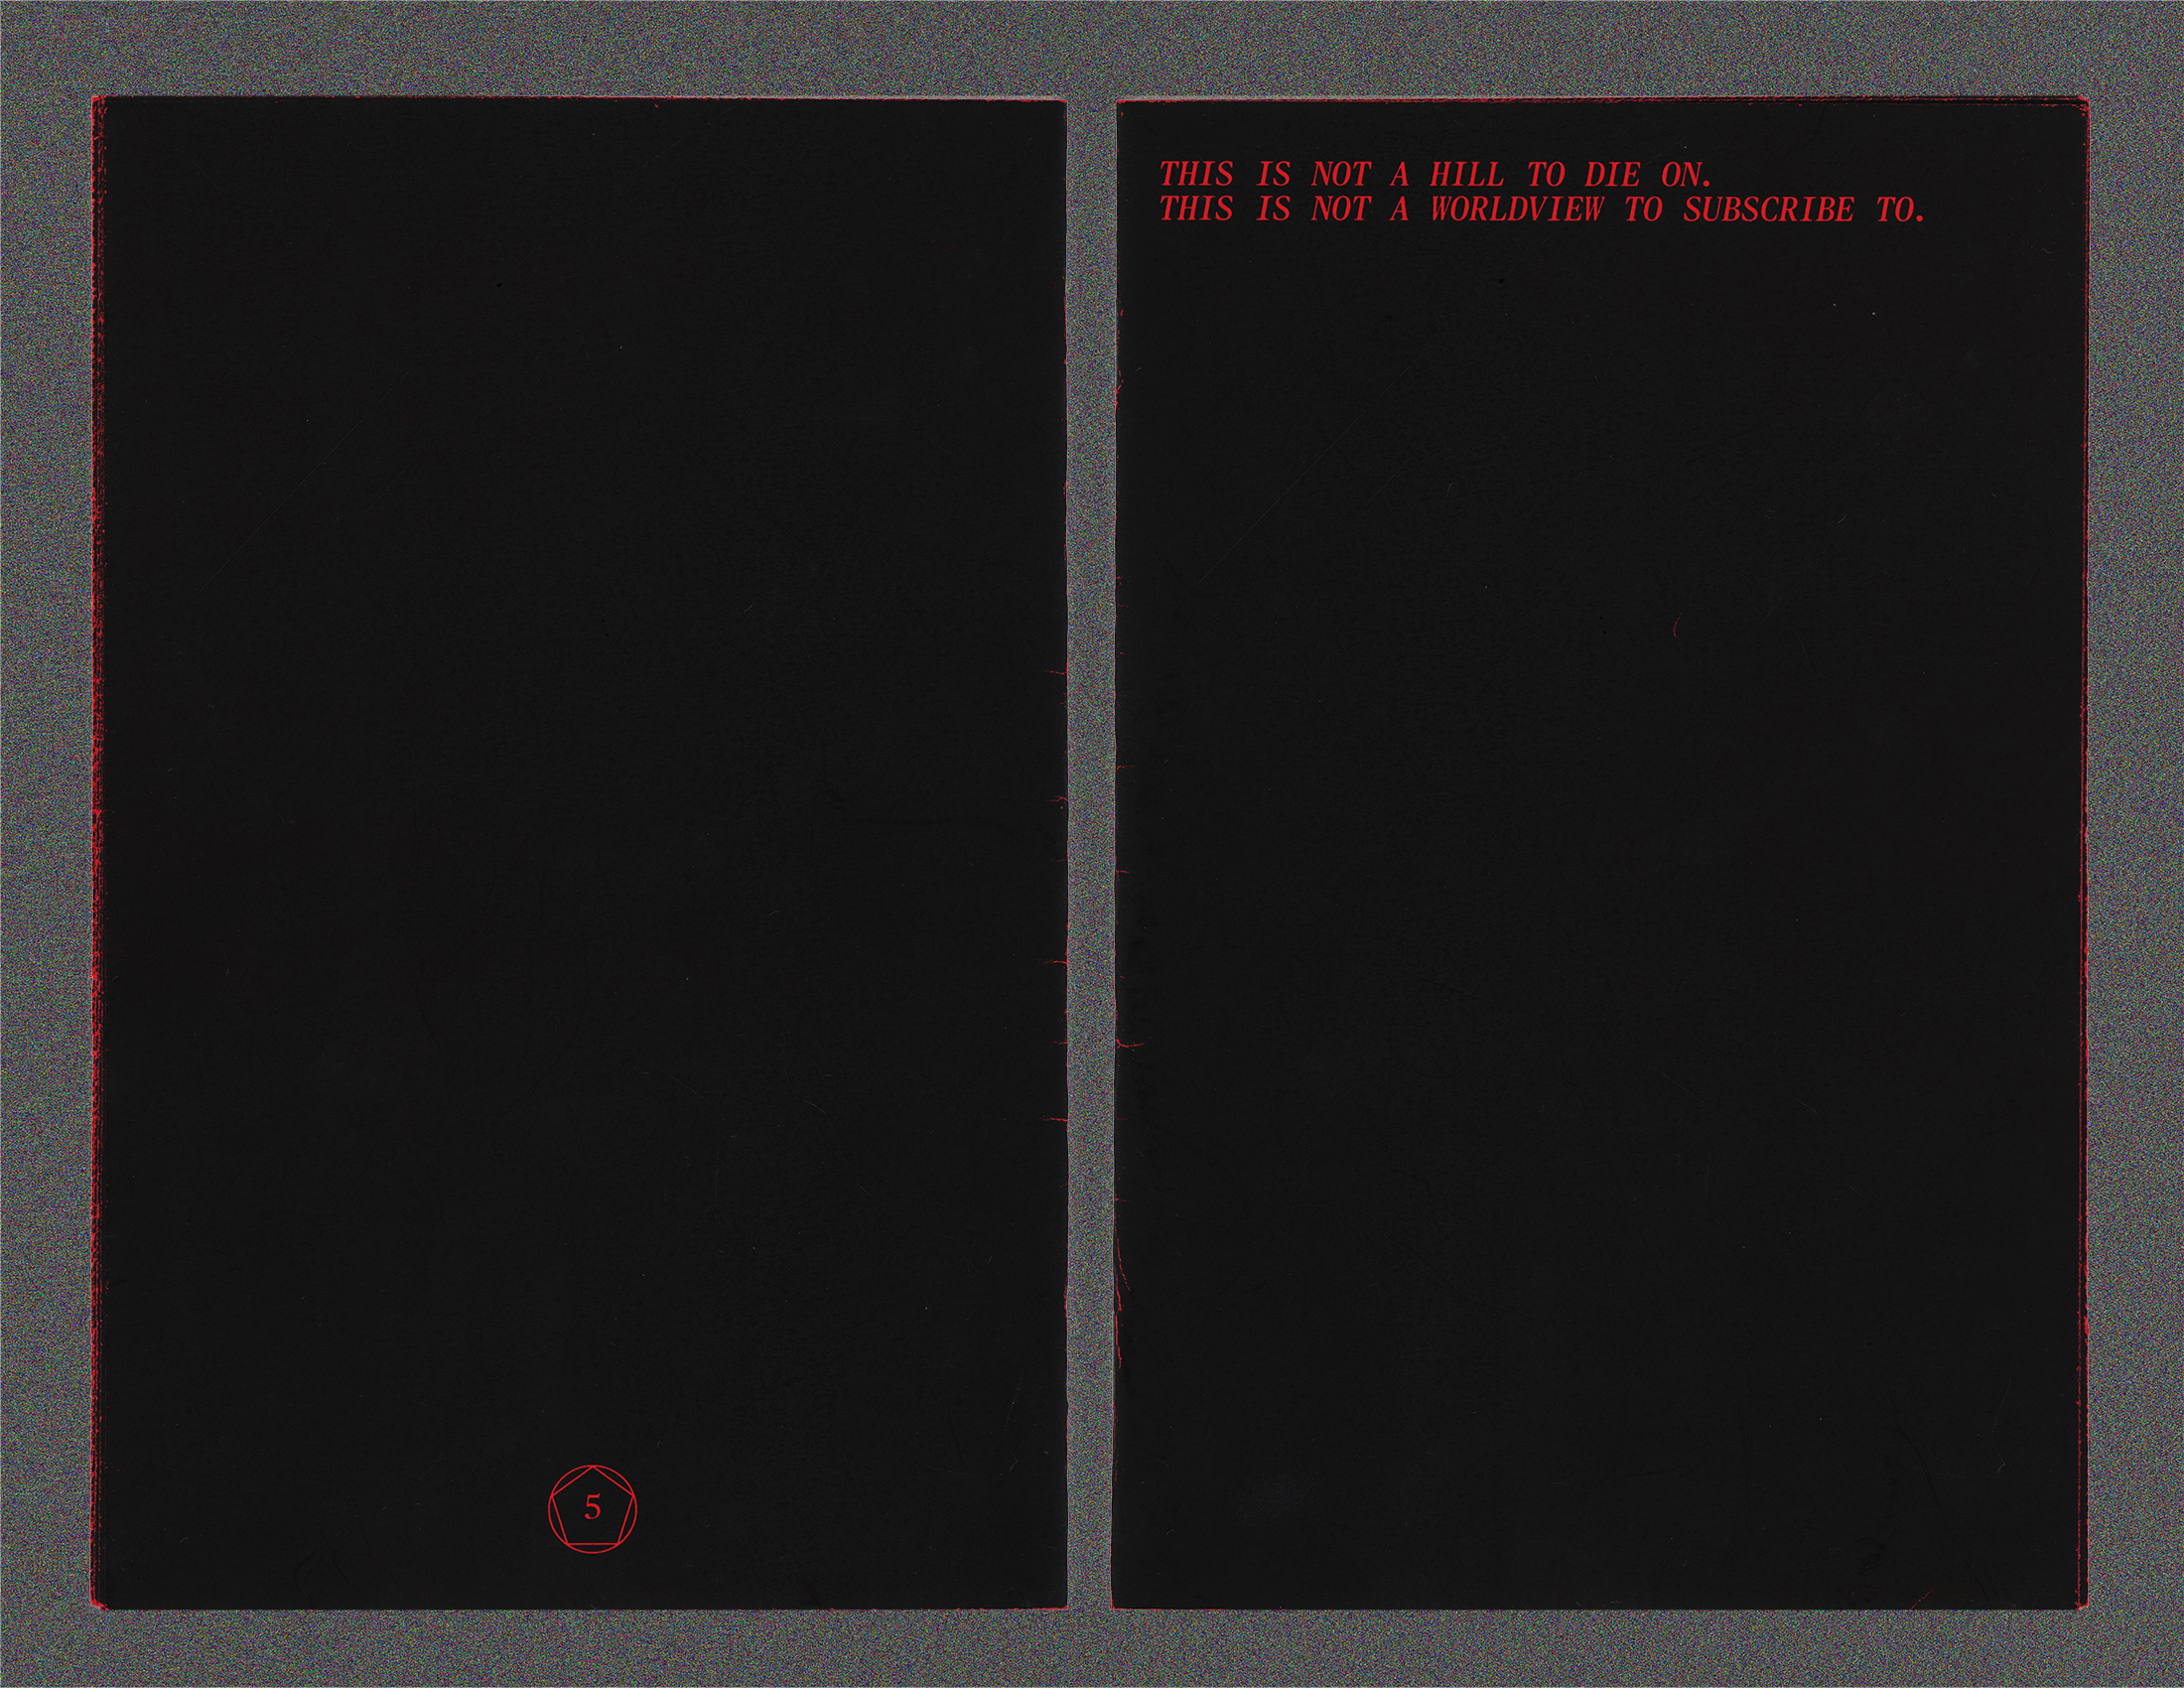 THIS IS NOT A HILL TO DIE ON.
THIS IS NOT A WORLDVIEW TO SUBSCRIBE TO.
5